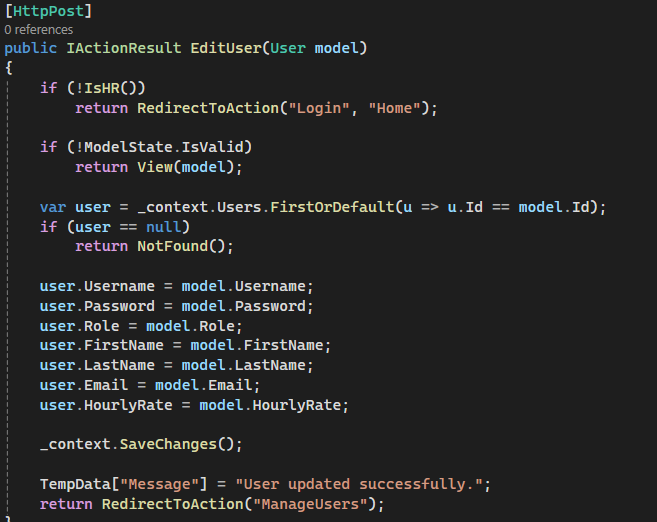 [HttpPost]
0 references
public IActionResult EditUser(User model)
{
if (!IsHR())
return RedirectToAction("Login", "Home");
if (!ModelState.IsValid)
return View(model);
var user = _context.Users.FirstOrDefault(u => u.Id == model.Id);
if (user == null)
return NotFound();
user.Username = model.Username;
user.Password = model.Password;
user.Role = model.Role;
user.FirstName = model.FirstName;
user.LastName = model.LastName;
user.Email = model.Email;
user.HourlyRate = model.HourlyRate;
_context.SaveChanges();
TempData["Message"] = "User updated successfully.";
return RedirectToAction("ManageUsers");
}